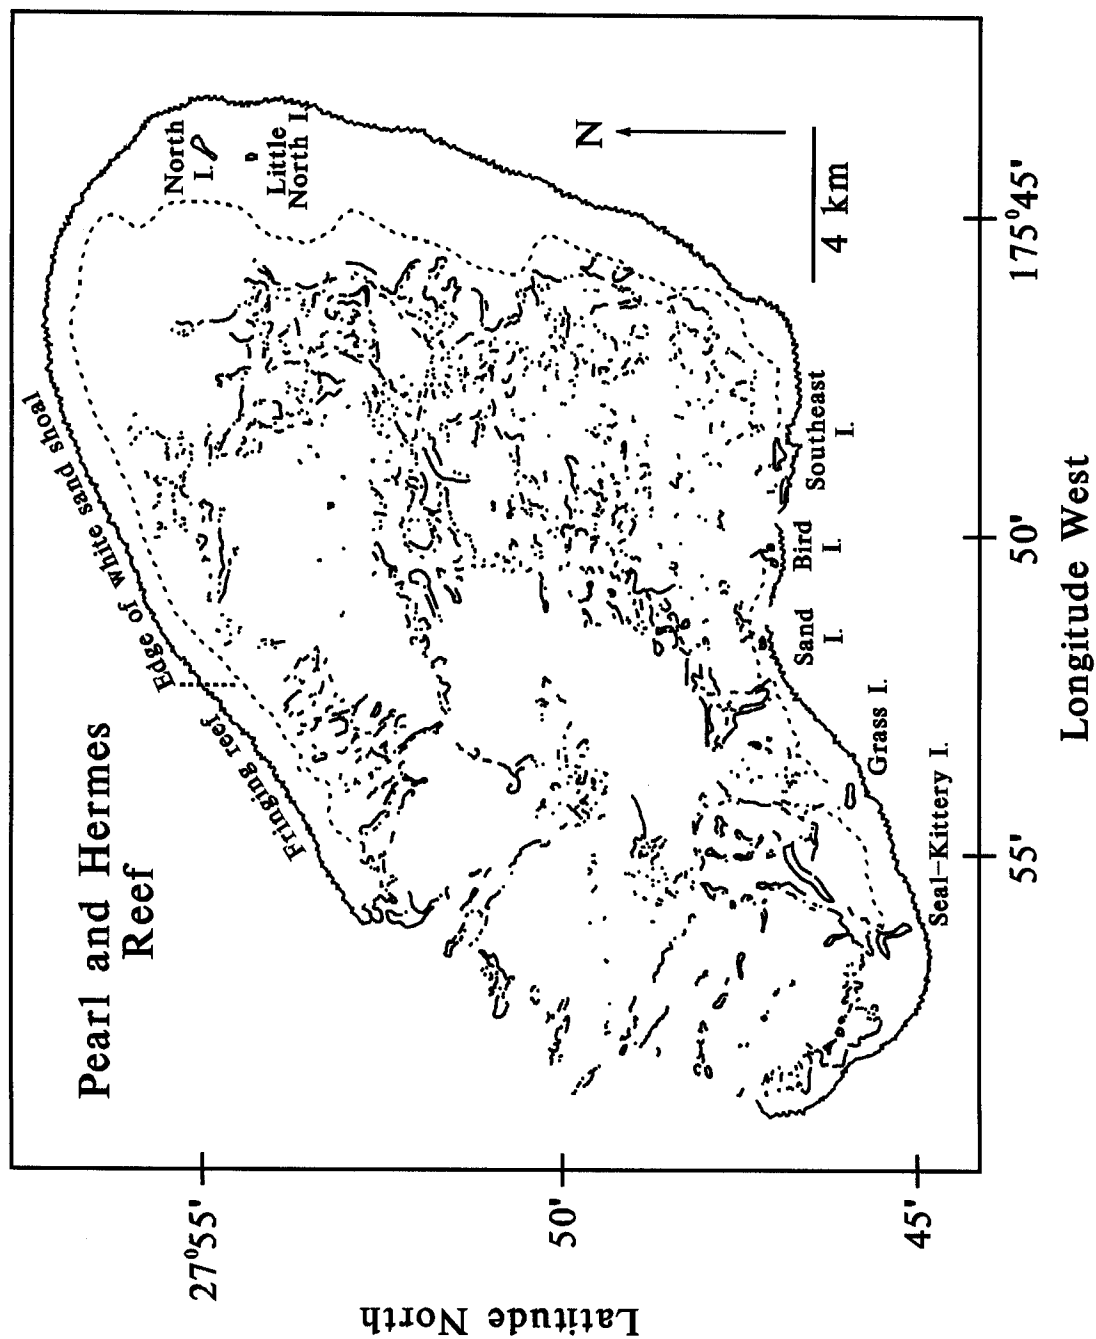 Pearl and Hermes
Reef
Edge of white sand shoal
Fringing reef
North
I.
Little
North I.
N
4 km
Southeast
I.
Bird
I.
Sand
I.
Grass I.
Seal-Kittery I.
27°55'
50'
45'
Latitude North
55'
50'
175°45'
Longitude West